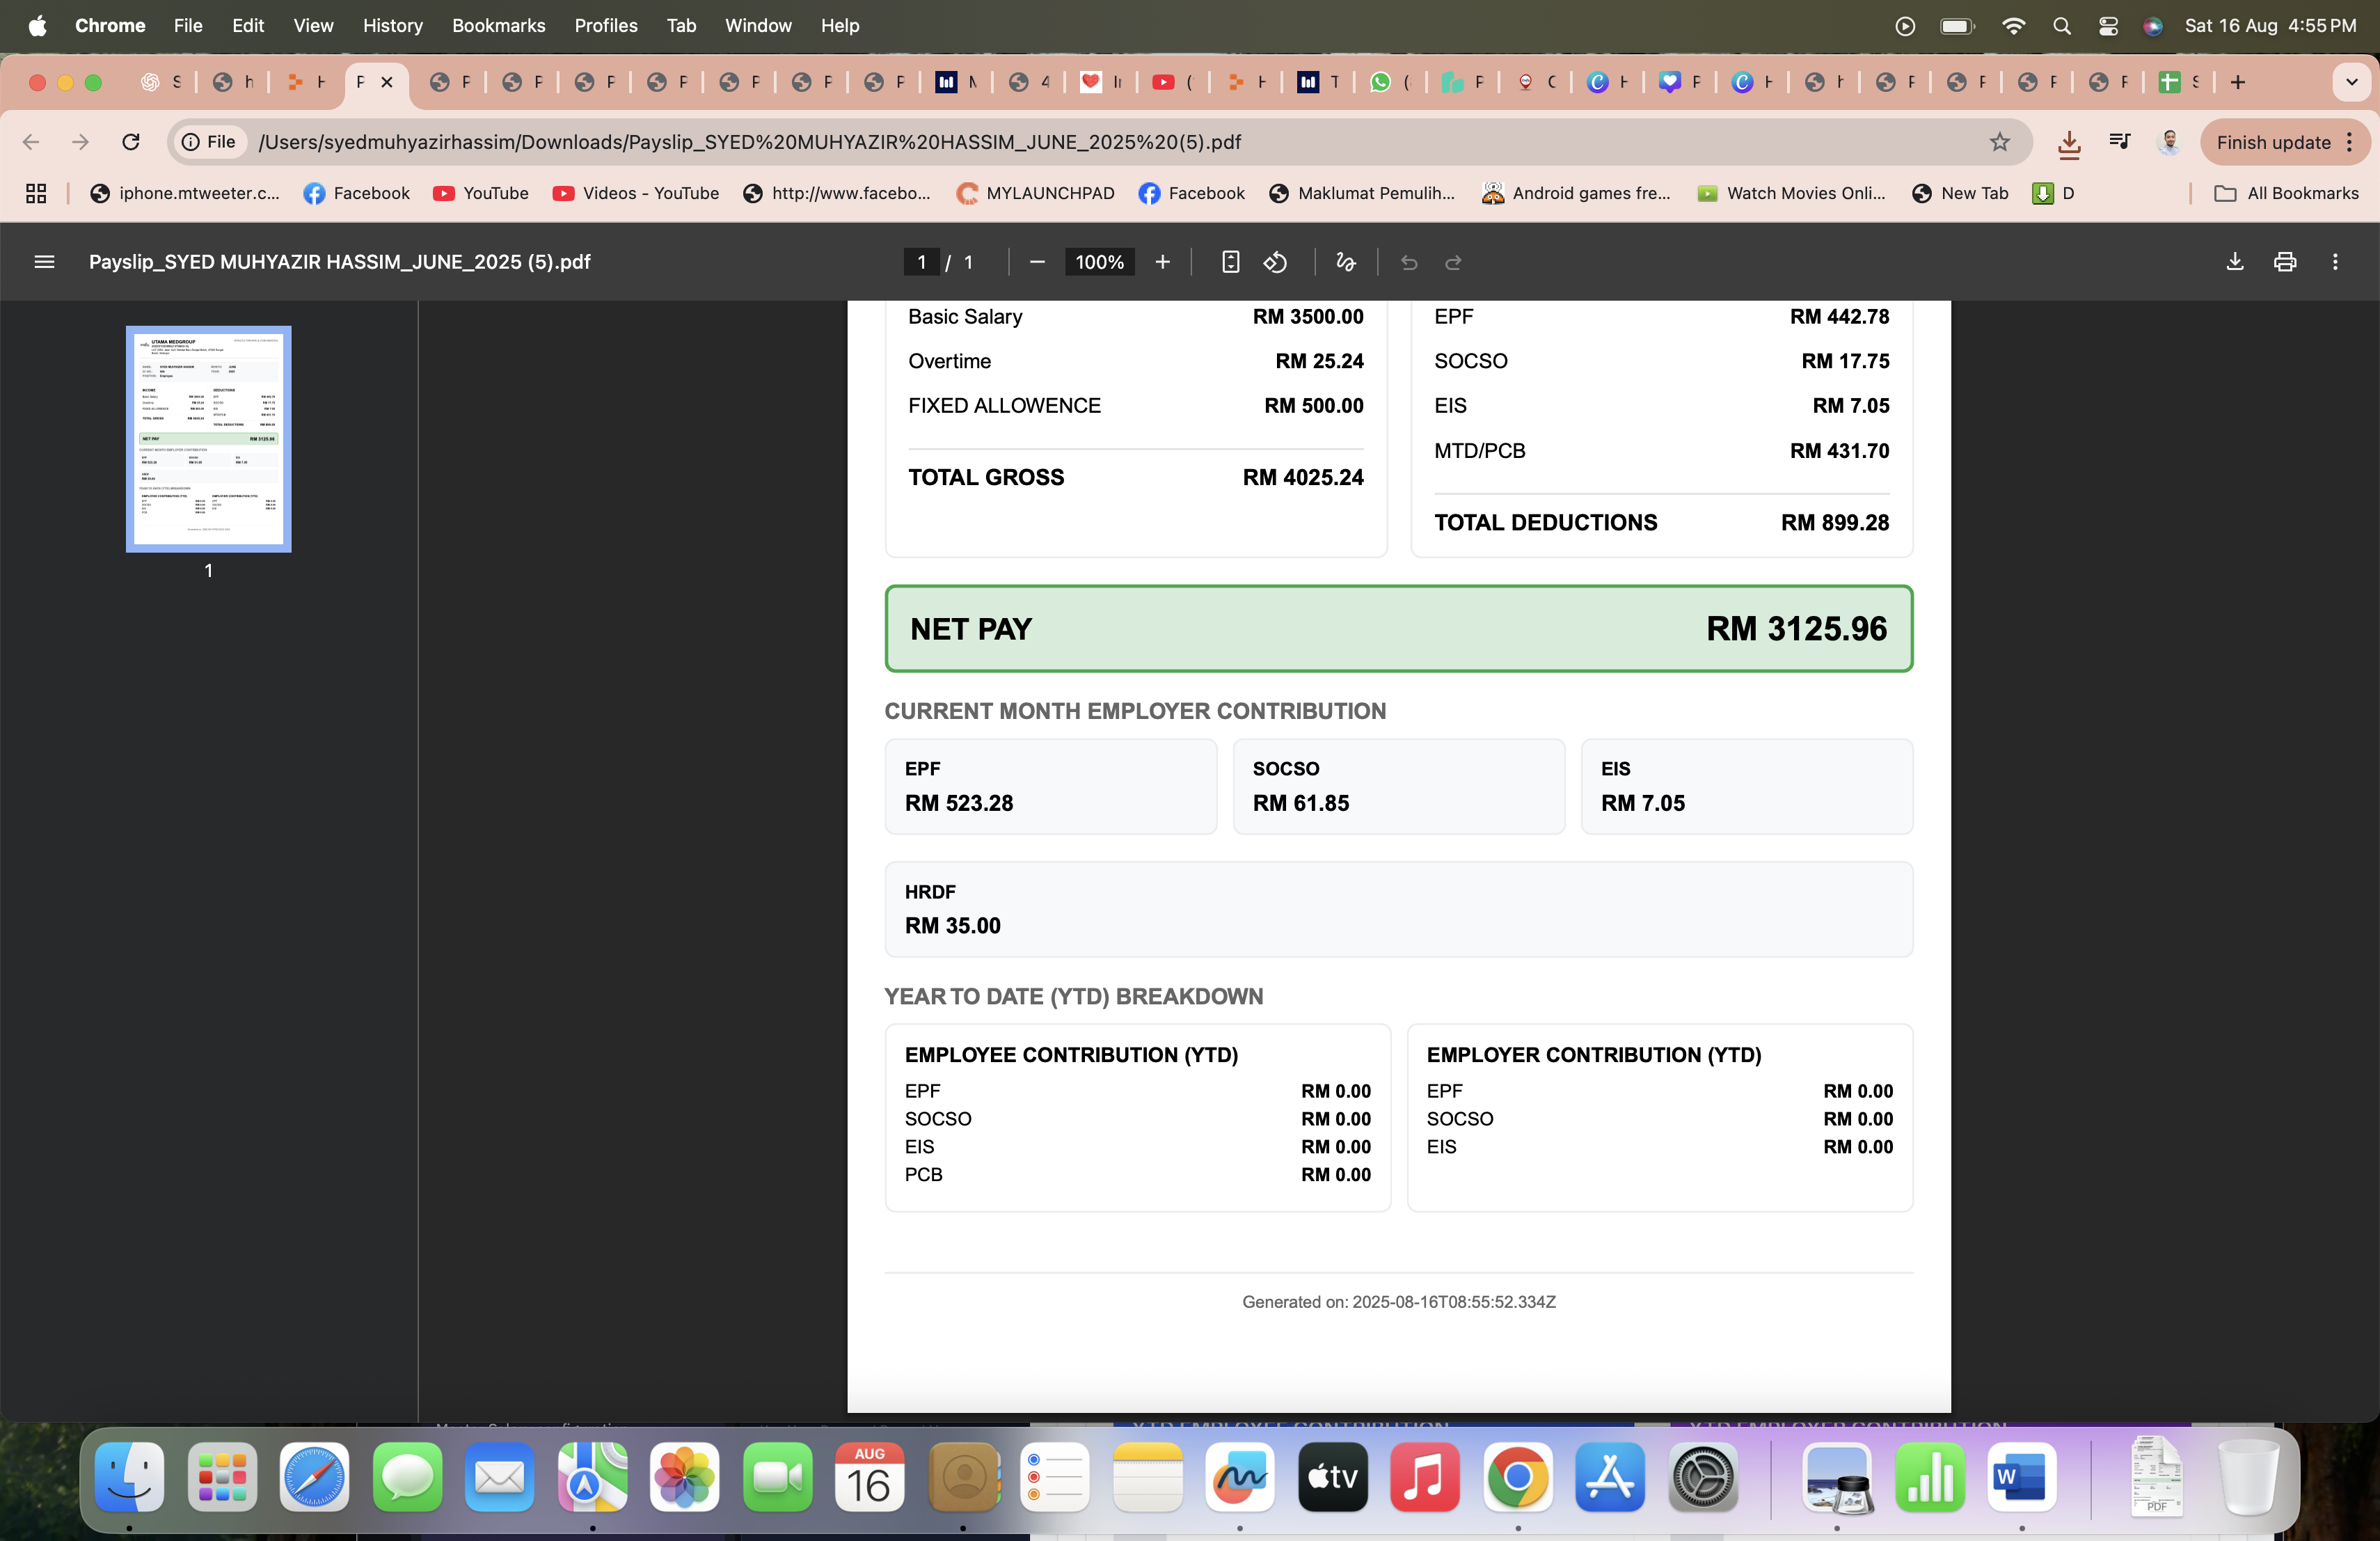 Chrome File Edit View History Bookmarks Profiles Tab Window Help Sat 16 Aug 4:55 PM
File /Users/syedmuhyazirhassim/Downloads/Payslip_SYED%20MUHYAZIR%20HASSIM_JUNE_2025%20(5).pdf Finish update
iphone.mtweeter.c... Facebook YouTube Videos - YouTube http://www.facebo... MYLAUNCHPAD Facebook Maklumat Pemulih... Android games fre... Watch Movies Onli... New Tab D All Bookmarks
Payslip_SYED MUHYAZIR HASSIM_JUNE_2025 (5).pdf 1 / 1 100%
UTAMA MEDGROUP
1
Basic Salary RM 3500.00
Overtime RM 25.24
FIXED ALLOWENCE RM 500.00
TOTAL GROSS RM 4025.24
EPF RM 442.78
SOCSO RM 17.75
EIS RM 7.05
MTD/PCB RM 431.70
TOTAL DEDUCTIONS RM 899.28
NET PAY RM 3125.96
CURRENT MONTH EMPLOYER CONTRIBUTION
EPF
RM 523.28
SOCSO
RM 61.85
EIS
RM 7.05
HRDF
RM 35.00
YEAR TO DATE (YTD) BREAKDOWN
EMPLOYEE CONTRIBUTION (YTD)
EPF RM 0.00
SOCSO RM 0.00
EIS RM 0.00
PCB RM 0.00
EMPLOYER CONTRIBUTION (YTD)
EPF RM 0.00
SOCSO RM 0.00
EIS RM 0.00
Generated on: 2025-08-16T08:55:52.334Z
AUG
16
tv
W
PDF